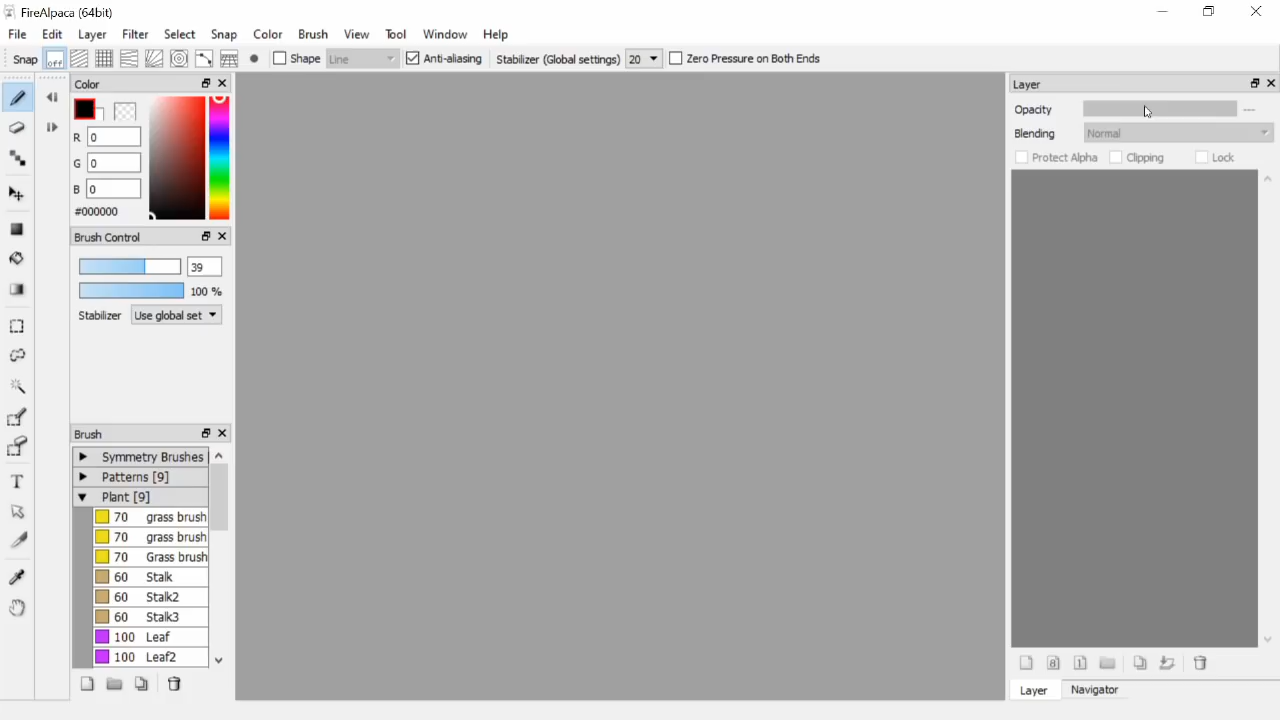 FireAlpaca (64bit)
File Edit Layer Filter Select Snap Color Brush View Tool Window Help
Snap off Shape Line Anti-aliasing Stabilizer (Global settings) 20 Zero Pressure on Both Ends
Color
R 0
G 0
B 0
#000000
Brush Control
39
100 %
Stabilizer Use global set
Brush
Symmetry Brushes
Patterns [9]
Plant [9]
70 grass brush
70 grass brush
70 Grass brush
60 Stalk
60 Stalk2
60 Stalk3
100 Leaf
100 Leaf2
T
Layer
Opacity ---
Blending Normal
Protect Alpha Clipping Lock
8 1
Layer Navigator